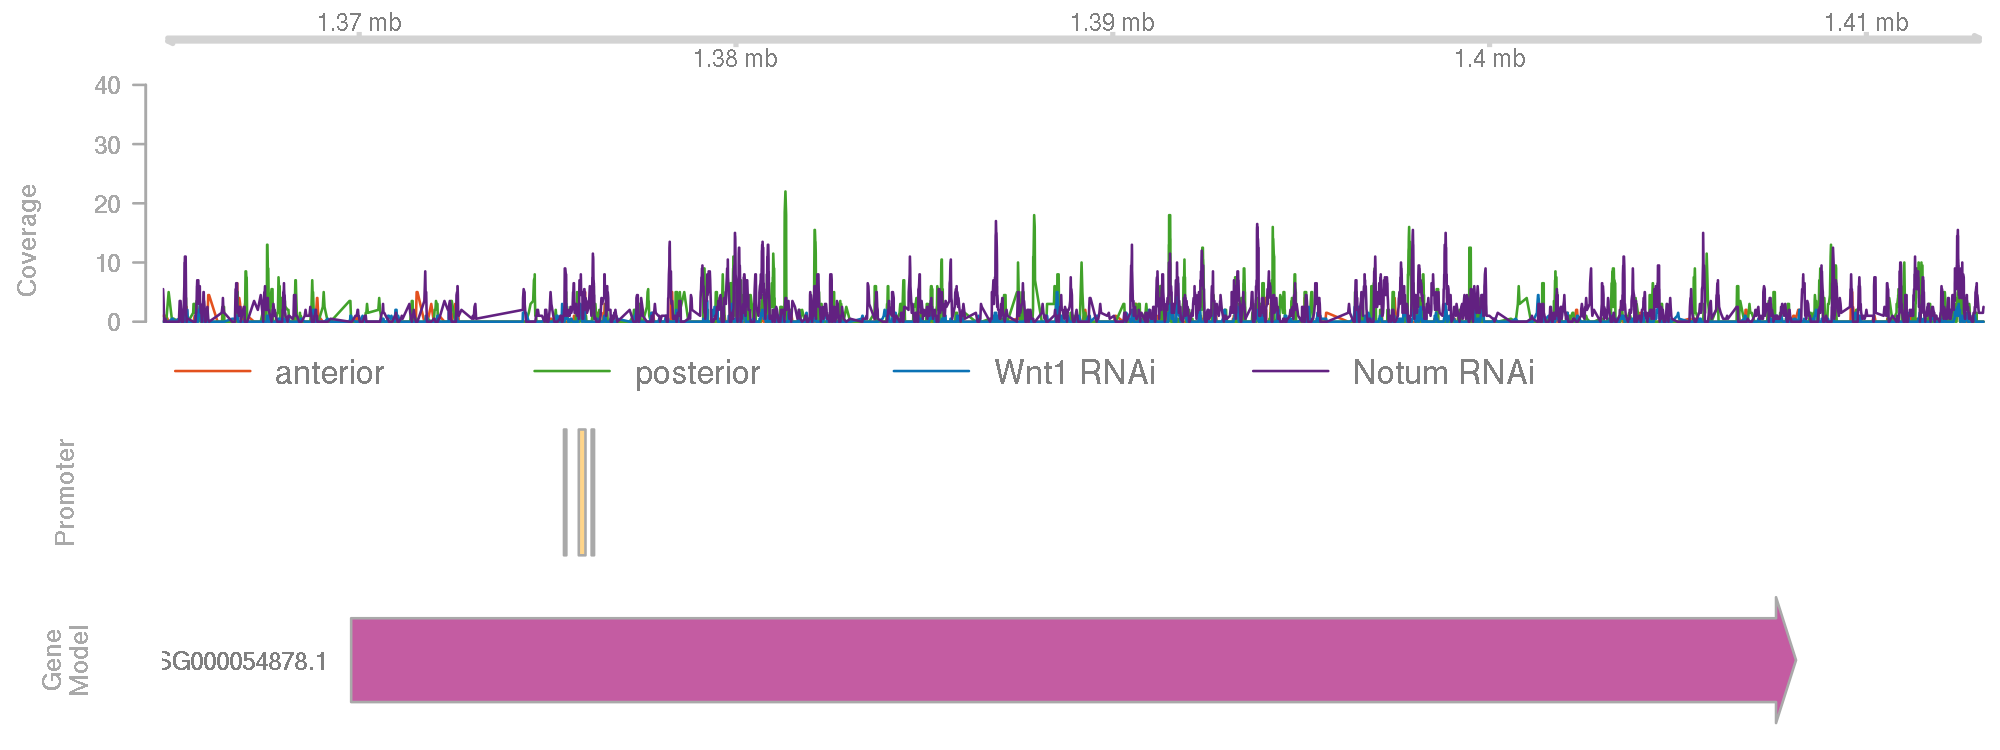 1.37 mb 1.39 mb 1.41 mb
1.38 mb 1.4 mb
40
30
20
10
0
Coverage
anterior posterior Wnt1 RNAi Notum RNAi
Promoter
Gene
Model
SG000054878.1